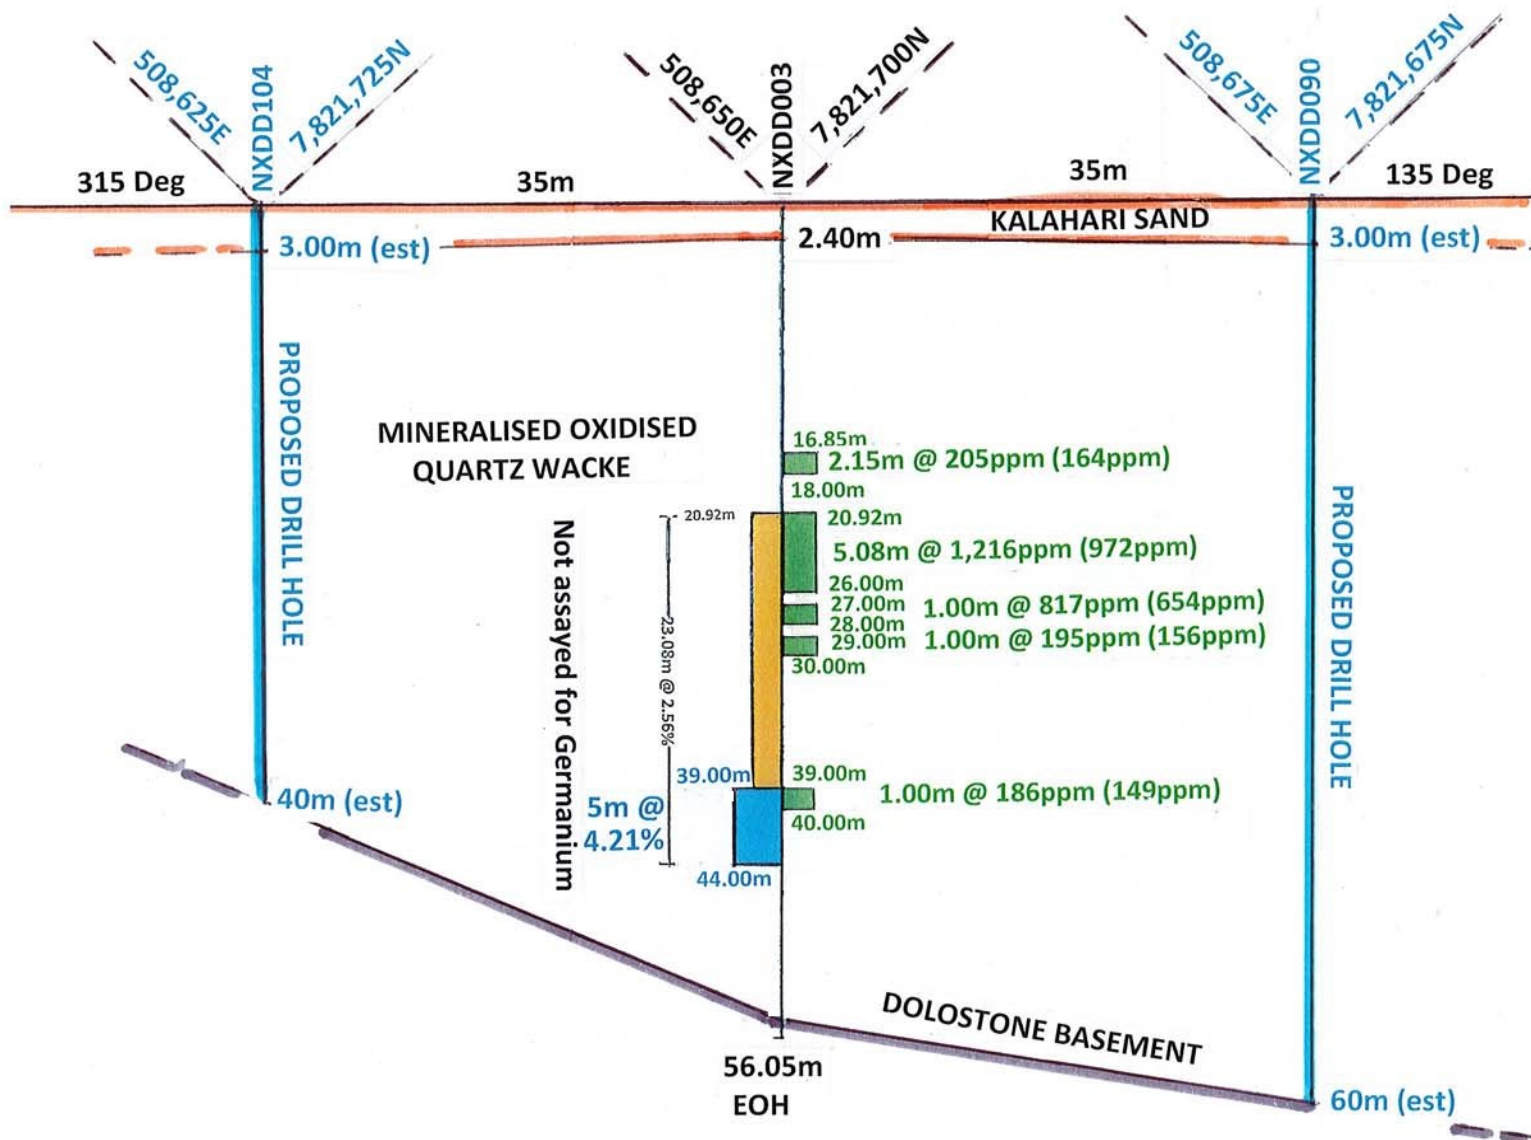 508,625E
NXDD104
7,821,725N
508,650E
NXDD003
7,821,700N
508,675E
NXDD090
7,821,675N
315 Deg
35m
35m
135 Deg
KALAHARI SAND
3.00m (est)
2.40m
3.00m (est)
PROPOSED DRILL HOLE
MINERALISED OXIDISED
QUARTZ WACKE
16.85m
2.15m @ 205ppm (164ppm)
18.00m
Not assayed for Germanium
20.92m
23.08m @ 2.56%
20.92m
5.08m @ 1,216ppm (972ppm)
26.00m
27.00m
1.00m @ 817ppm (654ppm)
28.00m
29.00m
1.00m @ 195ppm (156ppm)
30.00m
PROPOSED DRILL HOLE
39.00m
39.00m
5m @
4.21%
1.00m @ 186ppm (149ppm)
40.00m
40m (est)
44.00m
DOLOSTONE BASEMENT
56.05m
EOH
60m (est)